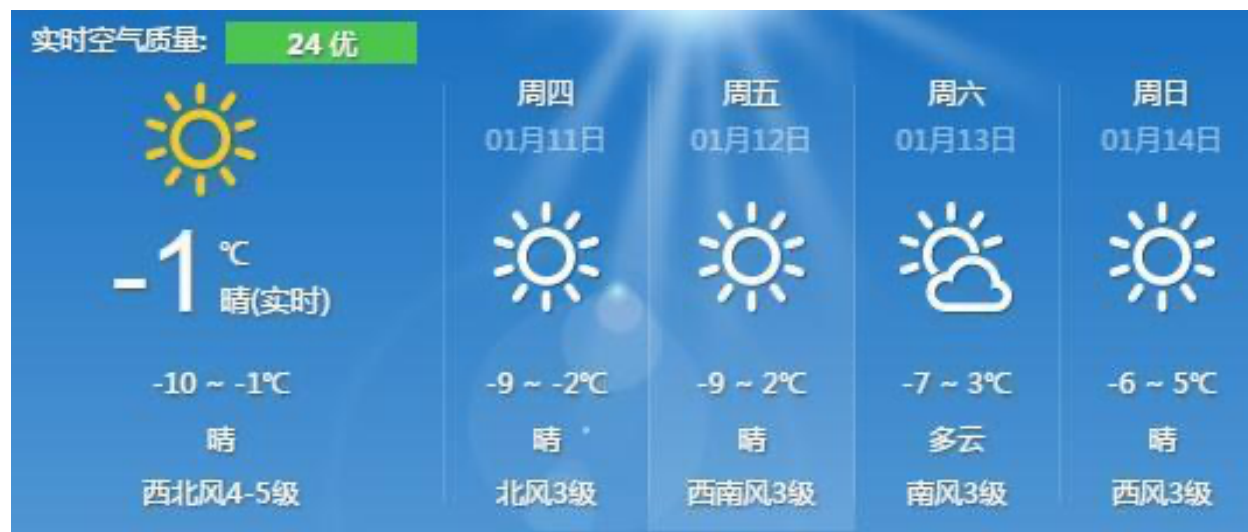 实时空气质量: 24 优
-1 ℃
晴(实时)
-10 ~ -1℃
晴
西北风4-5级
周四
01月11日
-9 ~ -2℃
晴
北风3级
周五
01月12日
-9 ~ 2℃
晴
西南风3级
周六
01月13日
-7 ~ 3℃
多云
南风3级
周日
01月14日
-6 ~ 5℃
晴
西风3级